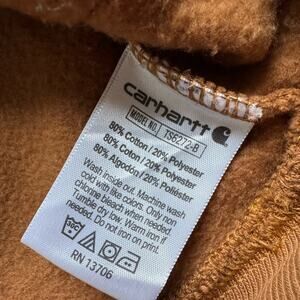 carhartt
MODEL NO. TS6272-B
80% Cotton / 20% Polyester
80% Coton / 20% Polyester
80% Algodon / 20% Poliéster
Wash inside out. Machine wash
cold with like colors. Only non
chlorine bleach when needed.
Tumble dry low. Warm iron if
needed. Do not iron on print.
RN 13706